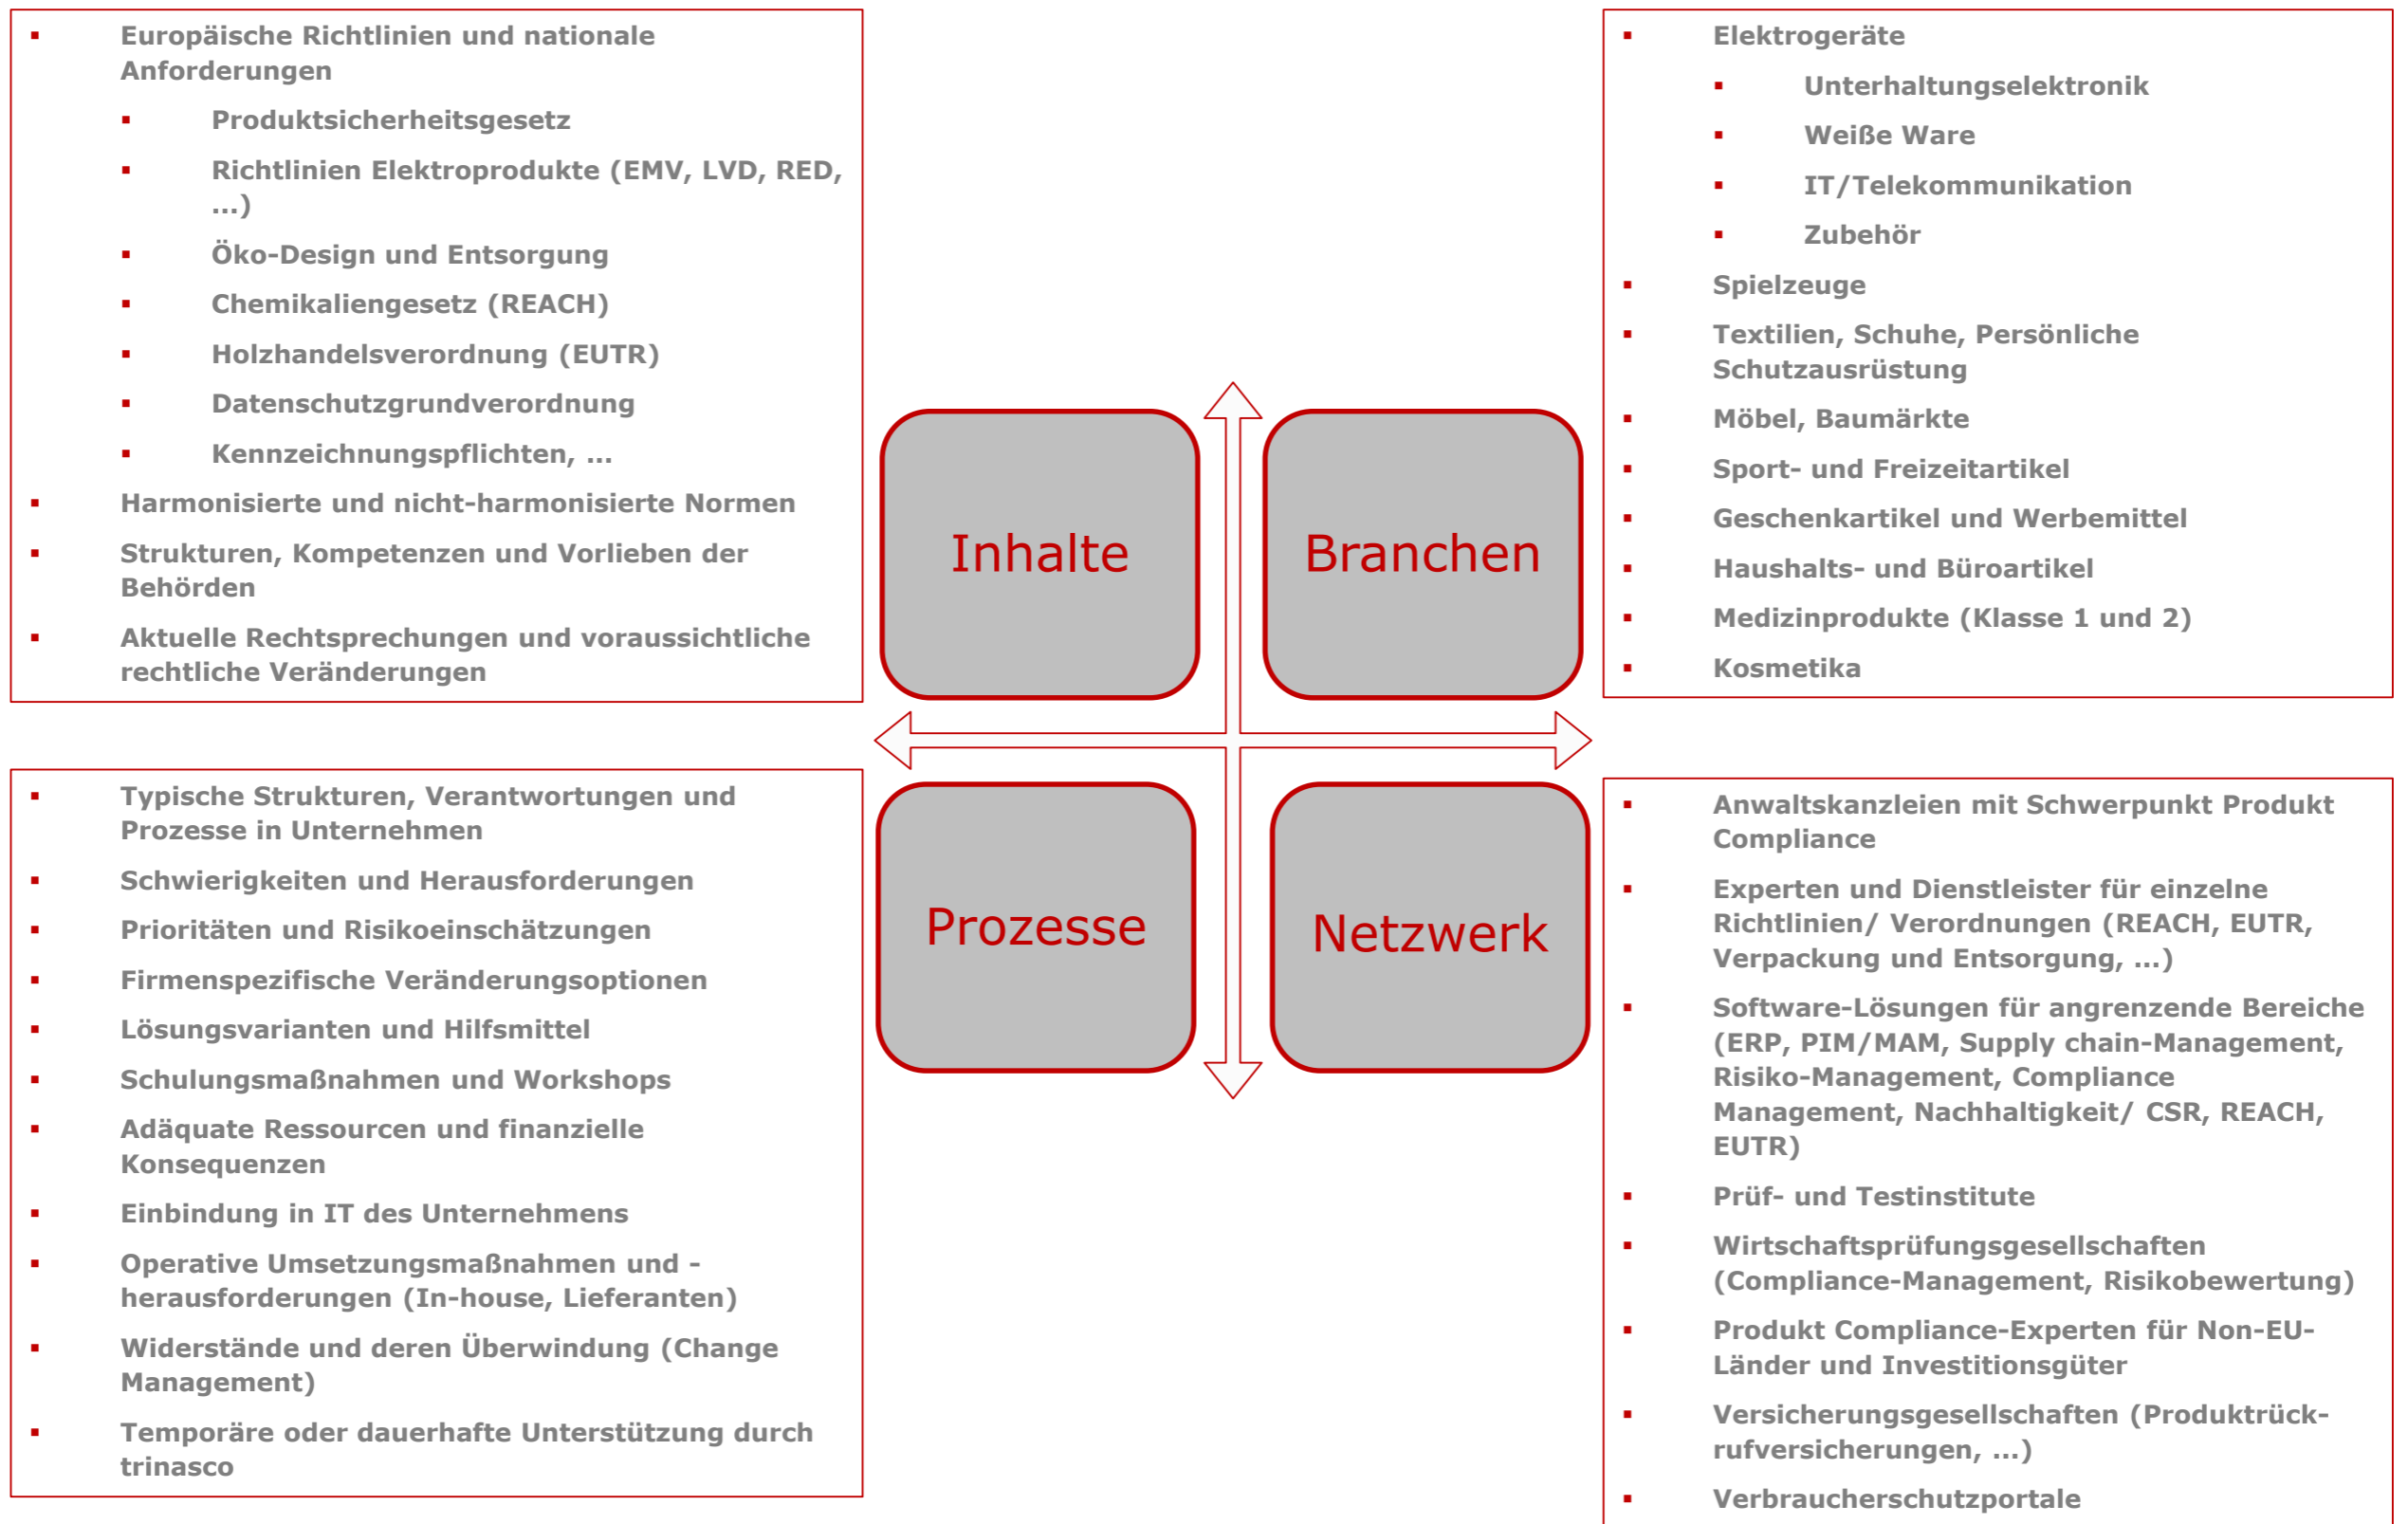 Europäische Richtlinien und nationale
Anforderungen
Produktsicherheitsgesetz
Richtlinien Elektroprodukte (EMV, LVD, RED,
...)
Öko-Design und Entsorgung
Chemikaliengesetz (REACH)
Holzhandelsverordnung (EUTR)
Datenschutzgrundverordnung
Kennzeichnungspflichten, ...
Harmonisierte und nicht-harmonisierte Normen
Strukturen, Kompetenzen und Vorlieben der
Behörden
Aktuelle Rechtsprechungen und voraussichtliche
rechtliche Veränderungen
Inhalte
Branchen
Elektrogeräte
Unterhaltungselektronik
Weiße Ware
IT/Telekommunikation
Zubehör
Spielzeuge
Textilien, Schuhe, Persönliche
Schutzausrüstung
Möbel, Baumärkte
Sport- und Freizeitartikel
Geschenkartikel und Werbemittel
Haushalts- und Büroartikel
Medizinprodukte (Klasse 1 und 2)
Kosmetika
Typische Strukturen, Verantwortungen und
Prozesse in Unternehmen
Schwierigkeiten und Herausforderungen
Prioritäten und Risikoeinschätzungen
Firmenspezifische Veränderungsoptionen
Lösungsvarianten und Hilfsmittel
Schulungsmaßnahmen und Workshops
Adäquate Ressourcen und finanzielle
Konsequenzen
Einbindung in IT des Unternehmens
Operative Umsetzungsmaßnahmen und -
herausforderungen (In-house, Lieferanten)
Widerstände und deren Überwindung (Change
Management)
Temporäre oder dauerhafte Unterstützung durch
trinasco
Prozesse
Netzwerk
Anwaltskanzleien mit Schwerpunkt Produkt
Compliance
Experten und Dienstleister für einzelne
Richtlinien/ Verordnungen (REACH, EUTR,
Verpackung und Entsorgung, ...)
Software-Lösungen für angrenzende Bereiche
(ERP, PIM/MAM, Supply chain-Management,
Risiko-Management, Compliance
Management, Nachhaltigkeit/ CSR, REACH,
EUTR)
Prüf- und Testinstitute
Wirtschaftsprüfungsgesellschaften
(Compliance-Management, Risikobewertung)
Produkt Compliance-Experten für Non-EU-
Länder und Investitionsgüter
Versicherungsgesellschaften (Produktrück-
rufversicherungen, ...)
Verbraucherschutzportale